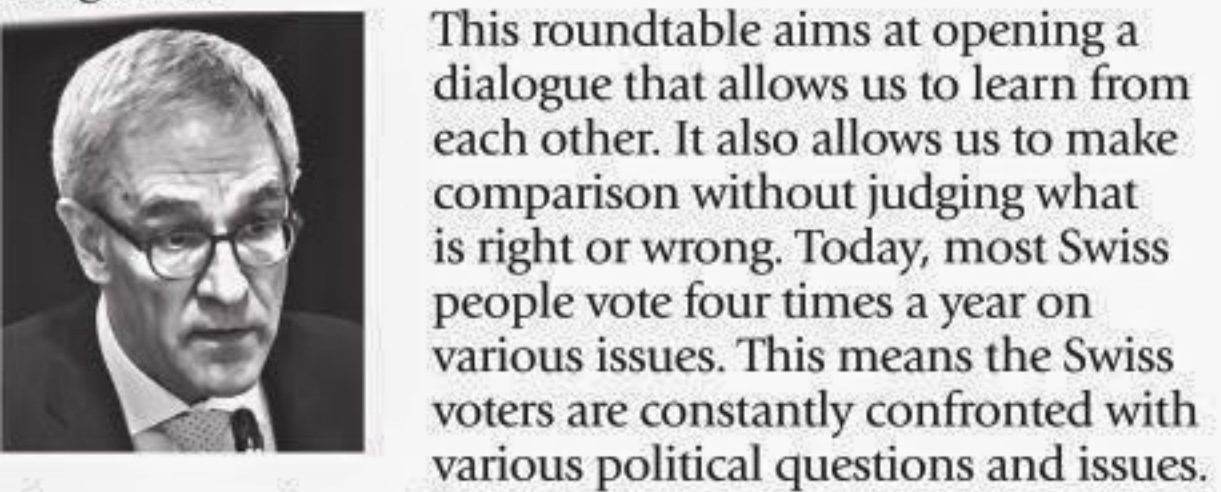 This roundtable aims at opening a
dialogue that allows us to learn from
each other. It also allows us to make
comparison without judging what
is right or wrong. Today, most Swiss
people vote four times a year on
various issues. This means the Swiss
voters are constantly confronted with
various political questions and issues.